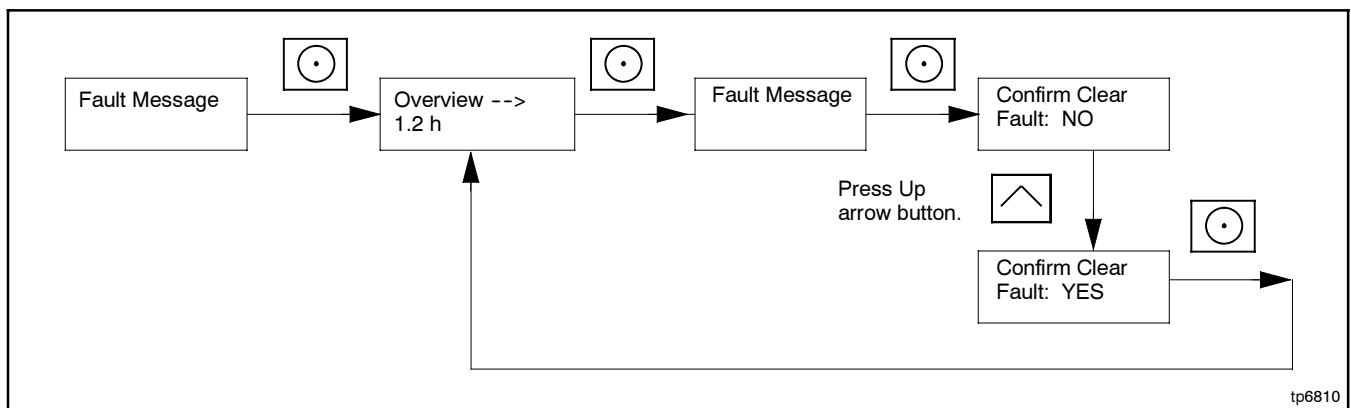 Fault Message
Overview -->
1.2 h
Fault Message
Confirm Clear
Fault: NO
Press Up
arrow button.
Confirm Clear
Fault: YES
tp6810